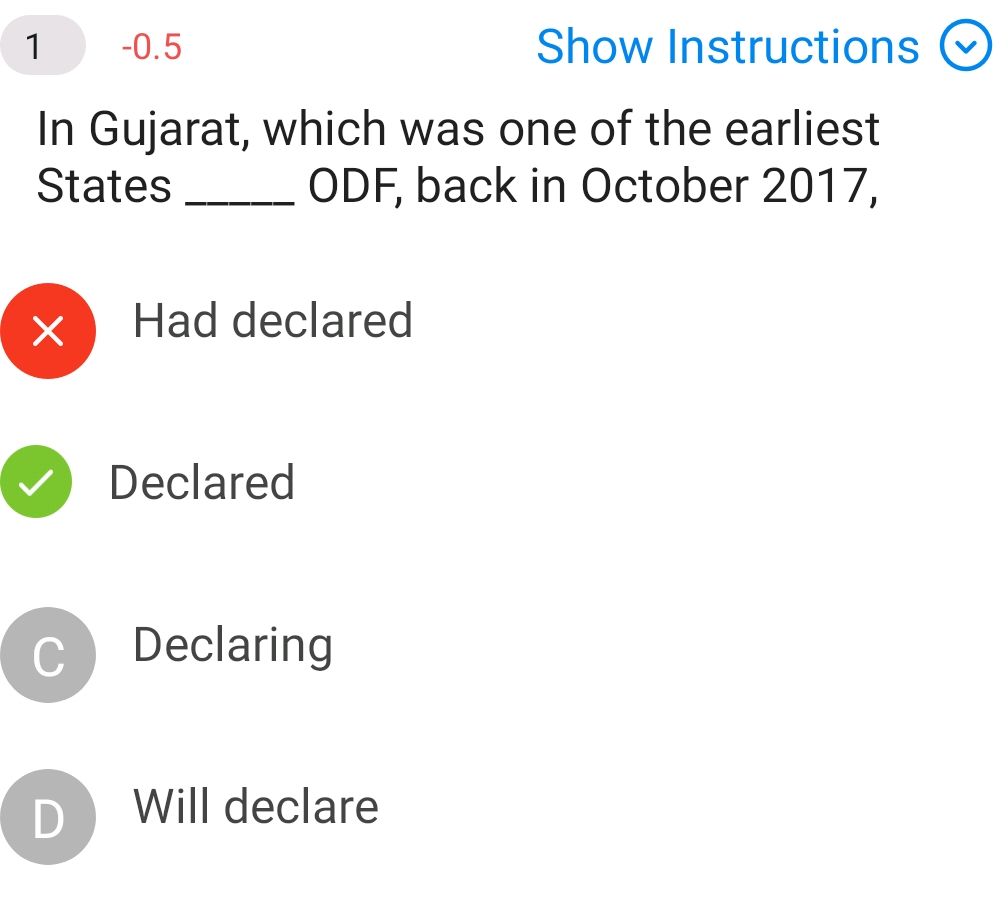 1 -0.5 Show Instructions
In Gujarat, which was one of the earliest
States _____ ODF, back in October 2017,
Had declared
Declared
C Declaring
D Will declare